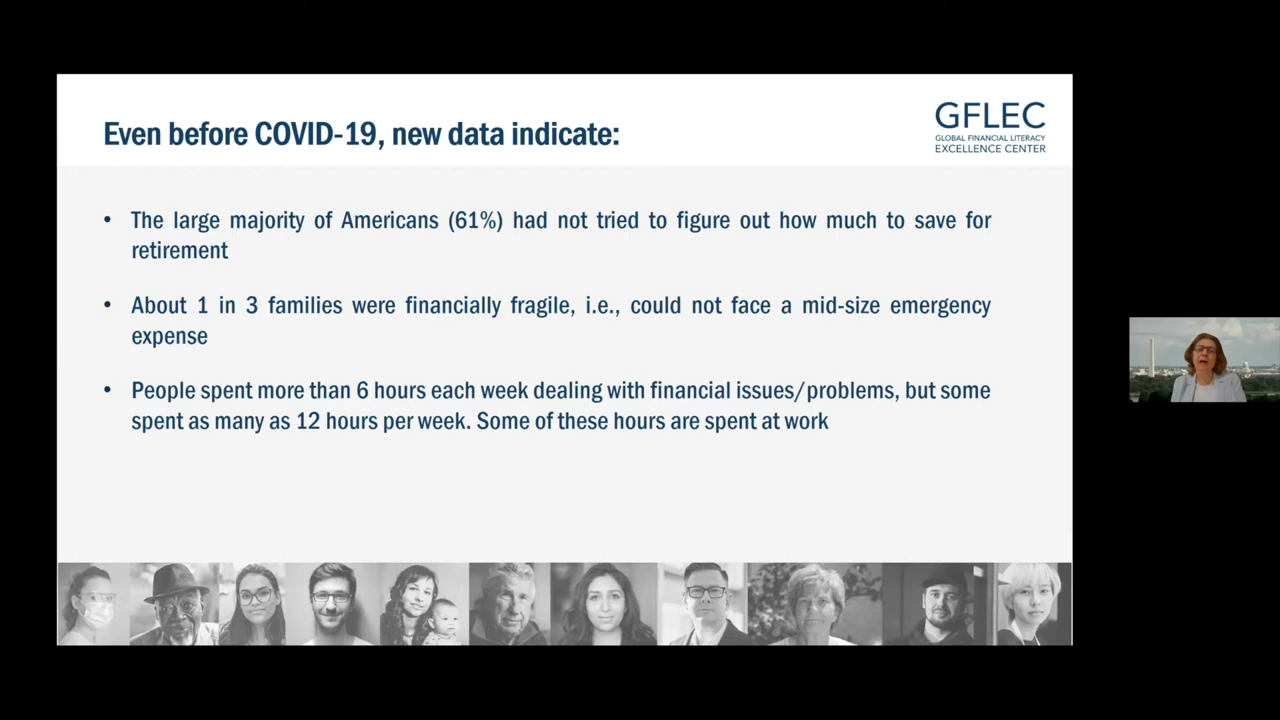 Even before COVID-19, new data indicate:
GFLEC
GLOBAL FINANCIAL LITERACY
EXCELLENCE CENTER
• The large majority of Americans (61%) had not tried to figure out how much to save for
retirement
• About 1 in 3 families were financially fragile, i.e., could not face a mid-size emergency
expense
• People spent more than 6 hours each week dealing with financial issues/problems, but some
spent as many as 12 hours per week. Some of these hours are spent at work